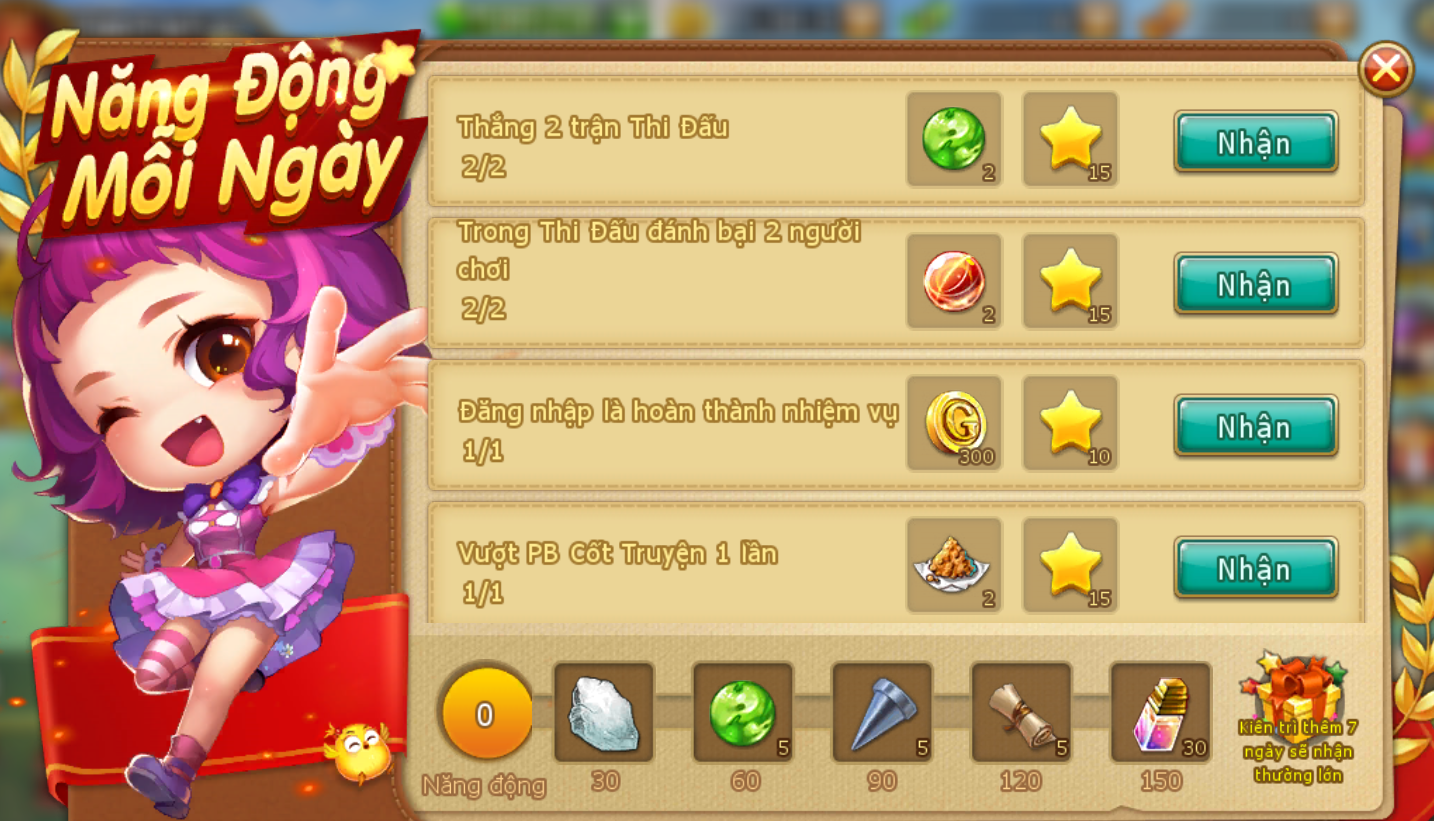 Năng Động
Mỗi Ngày
Thắng 2 trận Thi Đấu
2/2
2
15
Nhận
Trong Thi Đấu đánh bại 2 người
chơi
2/2
2
15
Nhận
Đăng nhập là hoàn thành nhiệm vụ
1/1
G
300
10
Nhận
Vượt PB Cốt Truyện 1 lần
1/1
2
15
Nhận
0
5
5
5
30
Năng động
30
60
90
120
150
Kiên trì thêm 7
ngày sẽ nhận
thưởng lớn